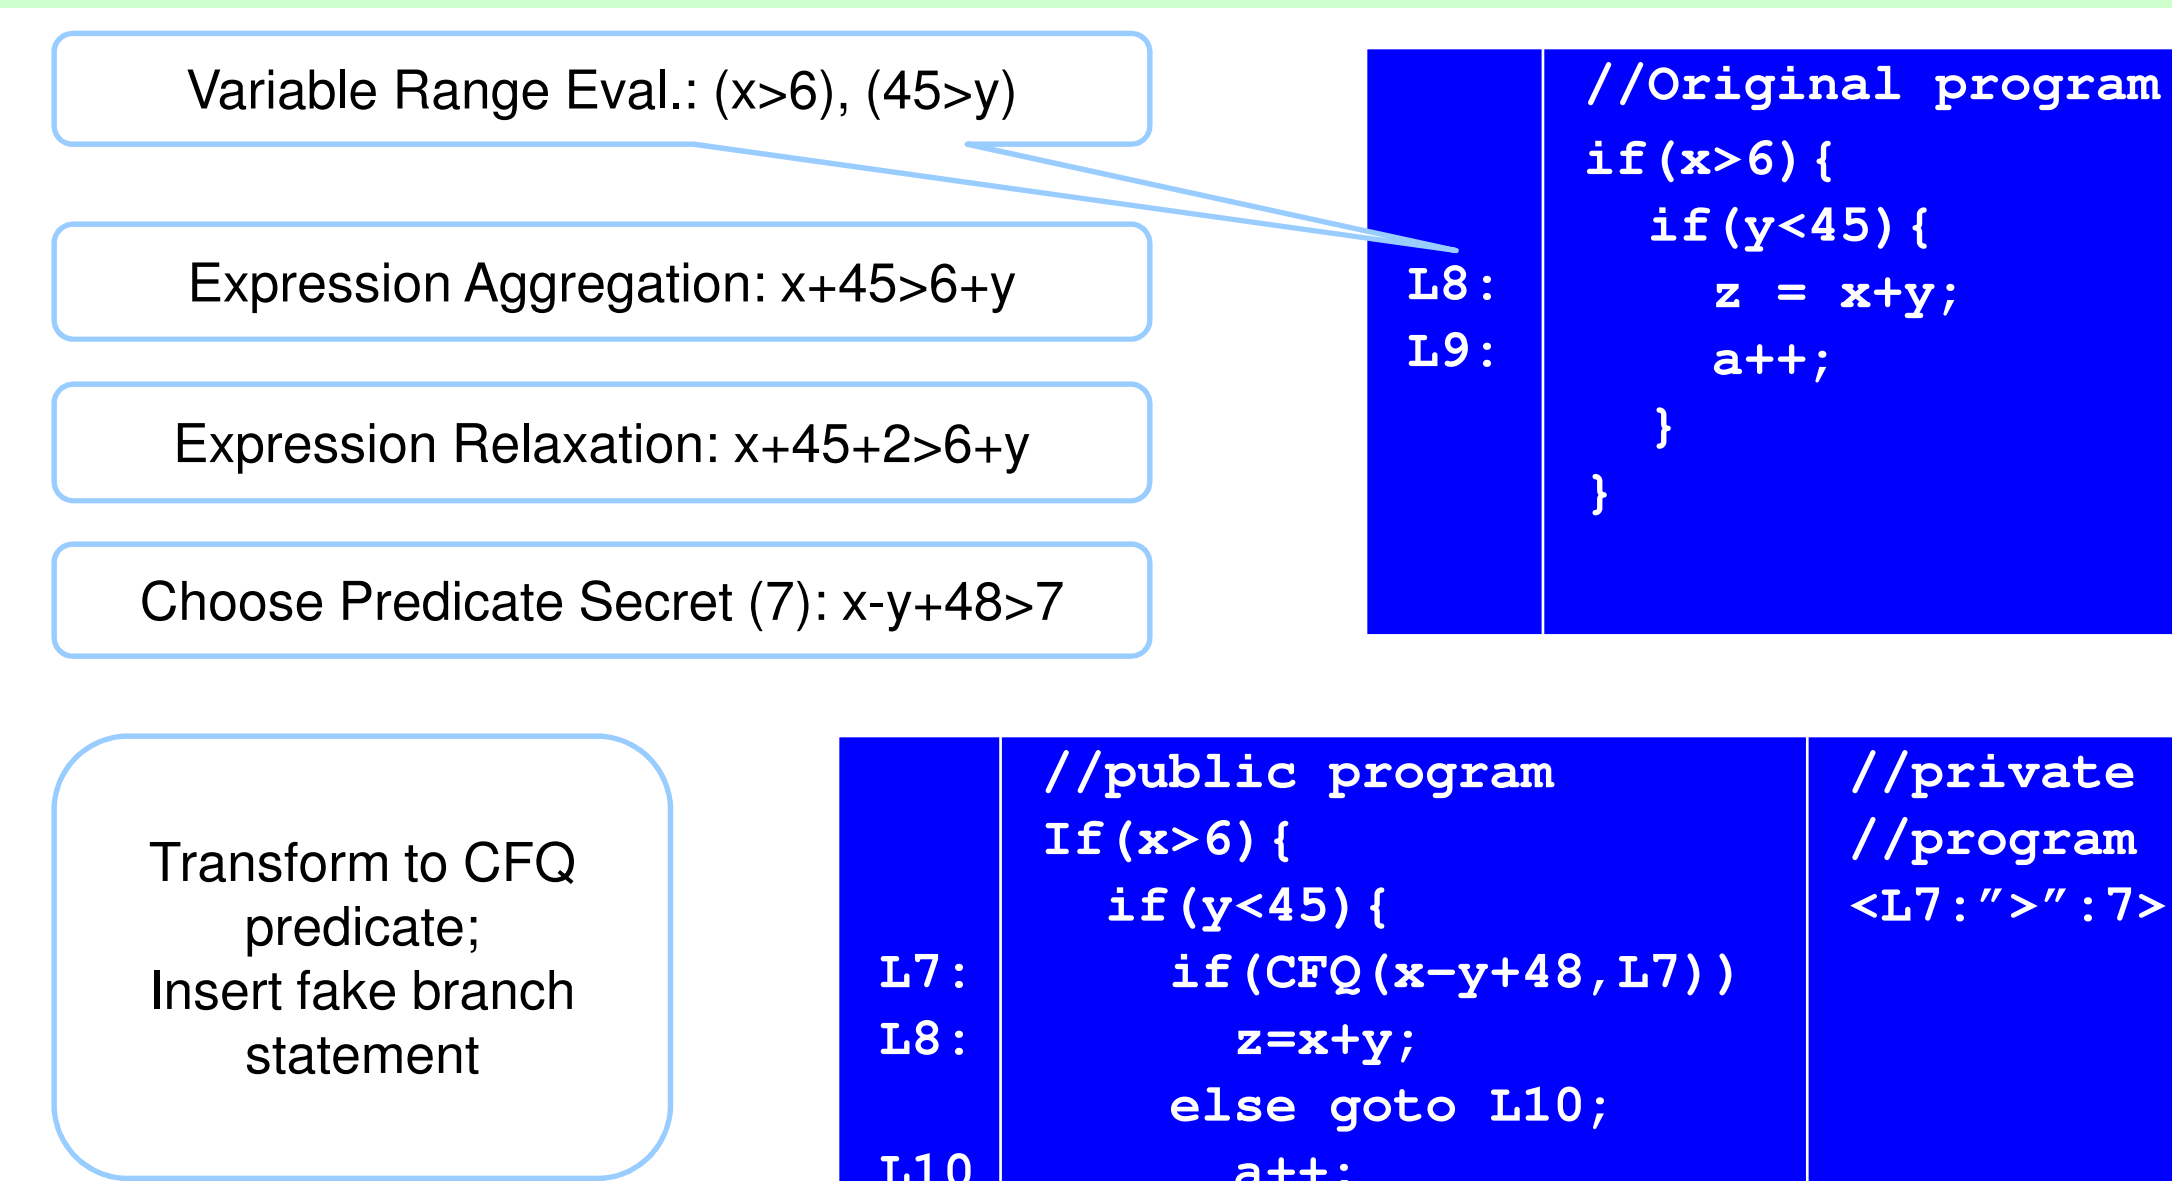 Variable Range Eval.: (x>6), (45>y)
Expression Aggregation: x+45>6+y
Expression Relaxation: x+45+2>6+y
Choose Predicate Secret (7): x-y+48>7
//Original program
if(x>6){
if(y<45){
L8: z = x+y;
L9: a++;
}
}
Transform to CFQ
predicate;
Insert fake branch
statement
//public program
If(x>6){
if(y<45){
L7: if(CFQ(x-y+48,L7))
L8: z=x+y;
else goto L10;
L10 a++;
//private
//program
<L7:″>″:7>